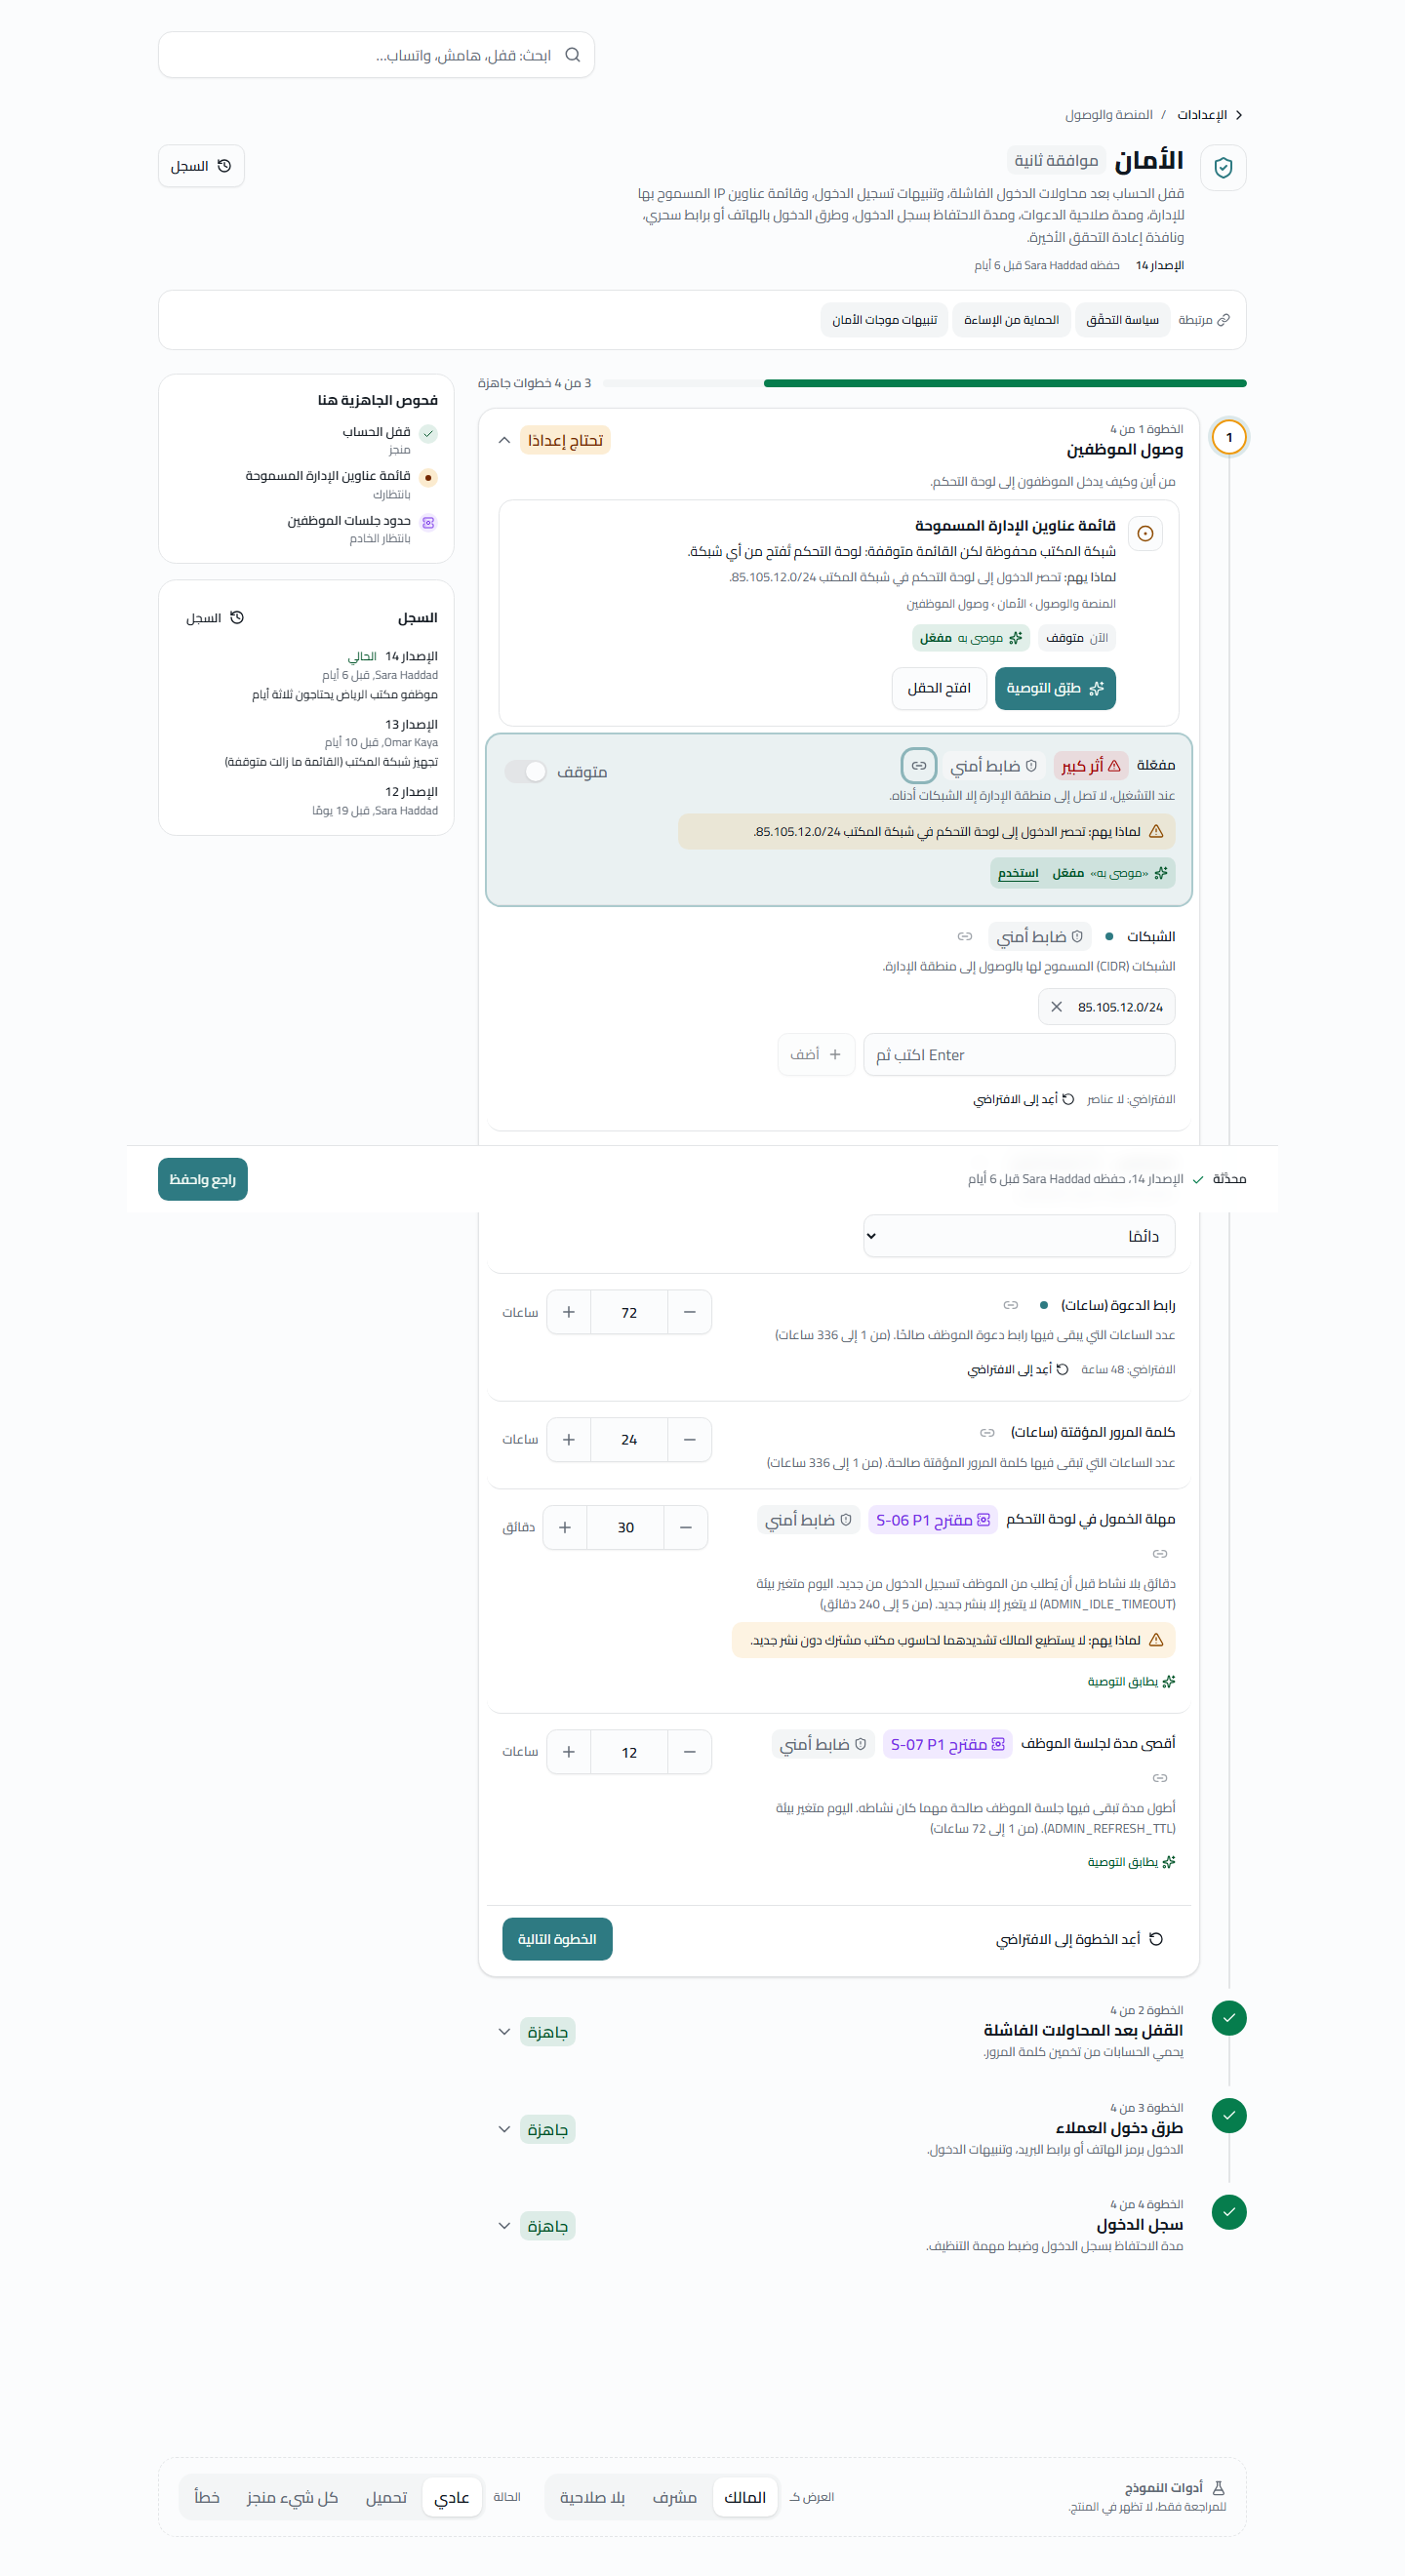 ابحث: قفل، هامش، واتساب...
الإعدادات / المنصة والوصول
الأمان موافقة ثانية
السجل
قفل الحساب بعد محاولات الدخول الفاشلة، وتنبيهات تسجيل الدخول، وقائمة عناوين IP المسموح بها
للإدارة، ومدة صلاحية الدعوات، ومدة الاحتفاظ بسجل الدخول، وطرق الدخول بالهاتف أو برابط سحري،
ونافذة إعادة التحقق الأخيرة.
الإصدار 14 حفظه Sara Haddad قبل 6 أيام
مرتبطة سياسة التحقّق الحماية من الإساءة تنبيهات موجات الأمان
3 من 4 خطوات جاهزة
1
الخطوة 1 من 4
وصول الموظفين
تحتاج إعدادًا
من أين وكيف يدخل الموظفون إلى لوحة التحكم.
قائمة عناوين الإدارة المسموحة
شبكة المكتب محفوظة لكن القائمة متوقفة: لوحة التحكم تُفتح من أي شبكة.
لماذا يهم: تحصر الدخول إلى لوحة التحكم في شبكة المكتب 85.105.12.0/24.
المنصة والوصول › الأمان › وصول الموظفين
الآن متوقف موصى به مفعّل
طبّق التوصية افتح الحقل
مفعّلة أثر كبير ضابط أمني
متوقف
عند التشغيل، لا تصل إلى منطقة الإدارة إلا الشبكات أدناه.
لماذا يهم: تحصر الدخول إلى لوحة التحكم في شبكة المكتب 85.105.12.0/24.
«موصى به» مفعّل استخدم
الشبكات ضابط أمني
الشبكات (CIDR) المسموح لها بالوصول إلى منطقة الإدارة.
85.105.12.0/24
اكتب ثم Enter
أضف
الافتراضي: لا عناصر أعِد إلى الافتراضي
محدّثة الإصدار 14، حفظه Sara Haddad قبل 6 أيام
راجع واحفظ
دائمًا
رابط الدعوة (ساعات)
72 ساعات
عدد الساعات التي يبقى فيها رابط دعوة الموظف صالحًا. (من 1 إلى 336 ساعات)
الافتراضي: 48 ساعة أعِد إلى الافتراضي
كلمة المرور المؤقتة (ساعات)
24 ساعات
عدد الساعات التي تبقى فيها كلمة المرور المؤقتة صالحة. (من 1 إلى 336 ساعات)
مهلة الخمول في لوحة التحكم مقترح S-06 P1 ضابط أمني
30 دقائق
دقائق بلا نشاط قبل أن يُطلب من الموظف تسجيل الدخول من جديد. اليوم متغير بيئة
(ADMIN_IDLE_TIMEOUT) لا يتغير إلا بنشر جديد. (من 5 إلى 240 دقائق)
لماذا يهم: لا يستطيع المالك تشديدهما لحاسوب مكتب مشترك دون نشر جديد.
يطابق التوصية
أقصى مدة لجلسة الموظف مقترح S-07 P1 ضابط أمني
12 ساعات
أطول مدة تبقى فيها جلسة الموظف صالحة مهما كان نشاطه. اليوم متغير بيئة
(ADMIN_REFRESH_TTL). (من 1 إلى 72 ساعات)
يطابق التوصية
أعِد الخطوة إلى الافتراضي
الخطوة التالية
الخطوة 2 من 4
القفل بعد المحاولات الفاشلة
يحمي الحسابات من تخمين كلمة المرور.
جاهزة
الخطوة 3 من 4
طرق دخول العملاء
الدخول برمز الهاتف أو برابط البريد، وتنبيهات الدخول.
جاهزة
الخطوة 4 من 4
سجل الدخول
مدة الاحتفاظ بسجل الدخول وضبط مهمة التنظيف.
جاهزة
فحوص الجاهزية هنا
قفل الحساب
منجز
قائمة عناوين الإدارة المسموحة
بانتظارك
حدود جلسات الموظفين
بانتظار الخادم
السجل
السجل
الإصدار 14 الحالي
Sara Haddad, قبل 6 أيام
موظفو مكتب الرياض يحتاجون ثلاثة أيام
الإصدار 13
Omar Kaya, قبل 10 أيام
تجهيز شبكة المكتب (القائمة ما زالت متوقفة)
الإصدار 12
Sara Haddad, قبل 19 يومًا
أدوات النموذج
للمراجعة فقط، لا تظهر في المنتج.
العرض كـ المالك مشرف بلا صلاحية
الحالة عادي تحميل كل شيء منجز خطأ